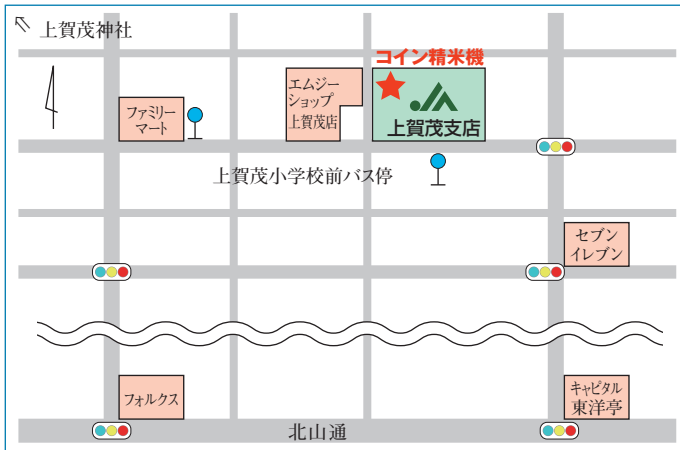 上賀茂神社
コイン精米機
エムジー
ショップ
上賀茂店
ファミリー
マート
JA
上賀茂支店
上賀茂小学校前バス停
セブン
イレブン
フォルクス
キャピタル
東洋亭
北山通